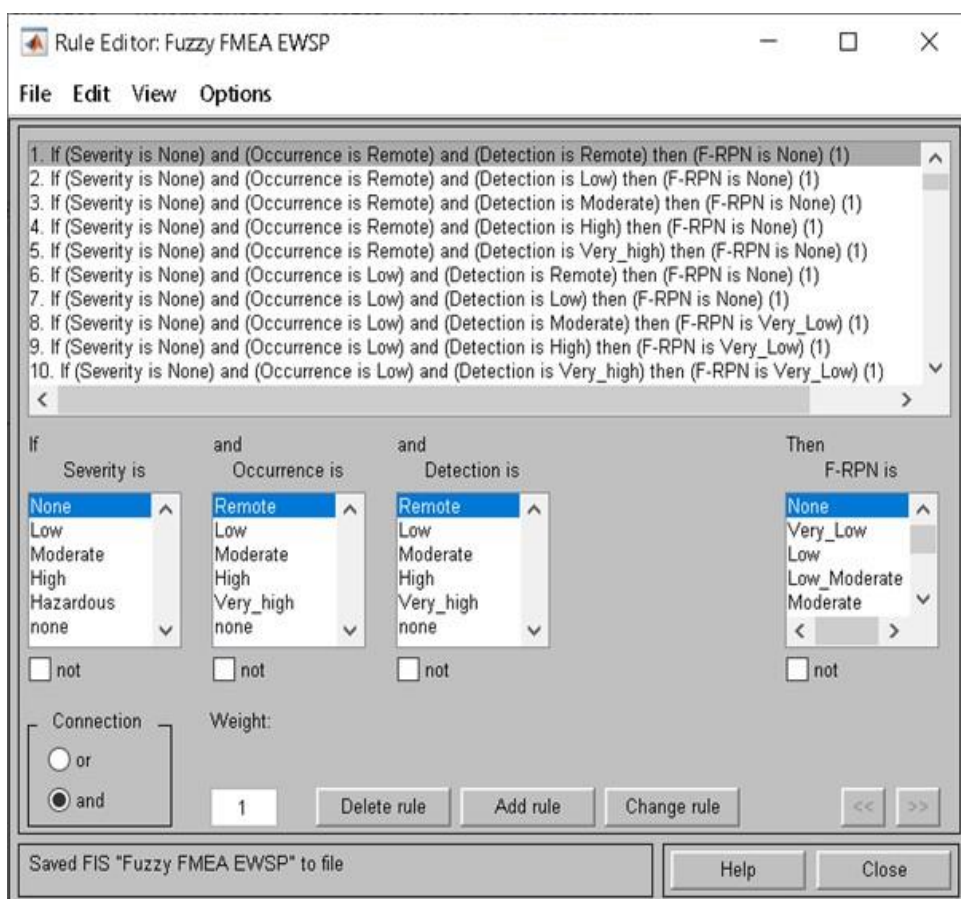 Rule Editor: Fuzzy FMEA EWSP
File Edit View Options
1. If (Severity is None) and (Occurrence is Remote) and (Detection is Remote) then (F-RPN is None) (1)
2. If (Severity is None) and (Occurrence is Remote) and (Detection is Low) then (F-RPN is None) (1)
3. If (Severity is None) and (Occurrence is Remote) and (Detection is Moderate) then (F-RPN is None) (1)
4. If (Severity is None) and (Occurrence is Remote) and (Detection is High) then (F-RPN is None) (1)
5. If (Severity is None) and (Occurrence is Remote) and (Detection is Very_high) then (F-RPN is None) (1)
6. If (Severity is None) and (Occurrence is Low) and (Detection is Remote) then (F-RPN is None) (1)
7. If (Severity is None) and (Occurrence is Low) and (Detection is Low) then (F-RPN is None) (1)
8. If (Severity is None) and (Occurrence is Low) and (Detection is Moderate) then (F-RPN is Very_Low) (1)
9. If (Severity is None) and (Occurrence is Low) and (Detection is High) then (F-RPN is Very_Low) (1)
10. If (Severity is None) and (Occurrence is Low) and (Detection is Very_high) then (F-RPN is Very_Low) (1)
If
Severity is
None
Low
Moderate
High
Hazardous
none
not
and
Occurrence is
Remote
Low
Moderate
High
Very_high
none
not
and
Detection is
Remote
Low
Moderate
High
Very_high
none
not
Then
F-RPN is
None
Very_Low
Low
Low_Moderate
Moderate
not
Connection
or
and
Weight:
1
Delete rule
Add rule
Change rule
<<
>>
Saved FIS "Fuzzy FMEA EWSP" to file
Help
Close